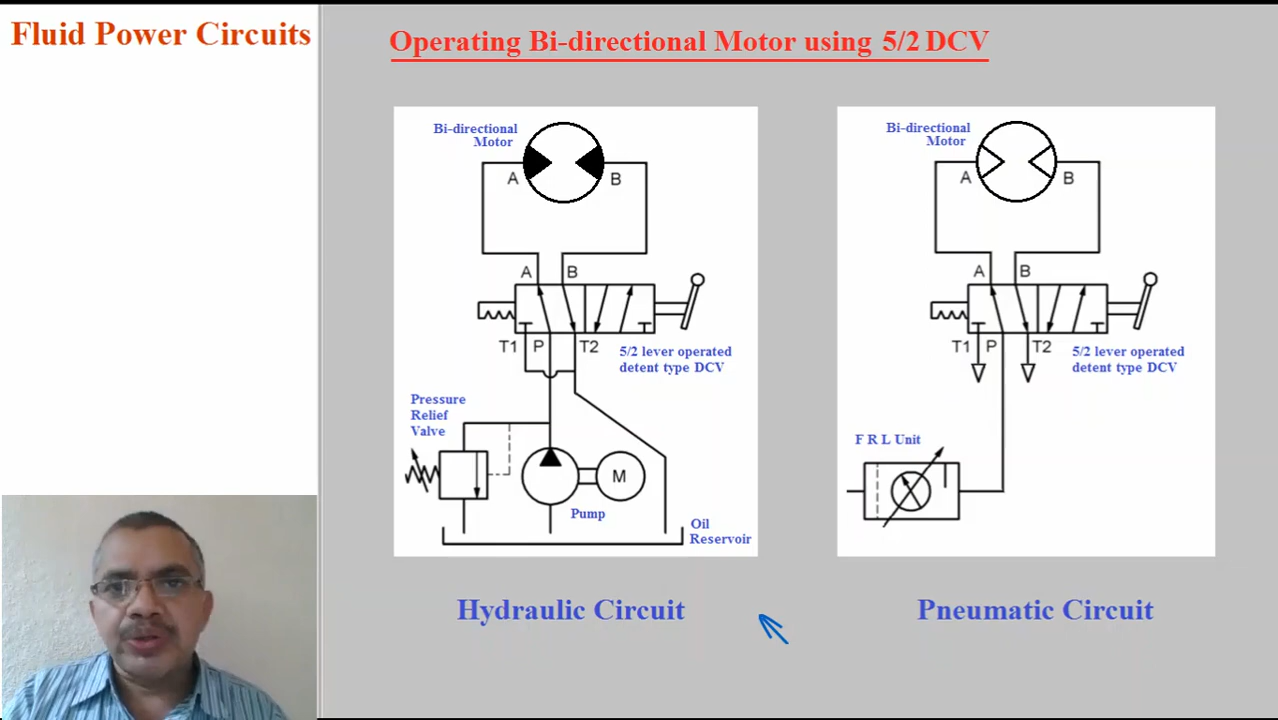 Fluid Power Circuits
Operating Bi-directional Motor using 5/2 DCV
Bi-directional
Motor
A
B
A
B
T1
P
T2
5/2 lever operated
detent type DCV
Pressure
Relief
Valve
M
Pump
Oil
Reservoir
Hydraulic Circuit
Bi-directional
Motor
A
B
A
B
T1
P
T2
5/2 lever operated
detent type DCV
F R L Unit
Pneumatic Circuit